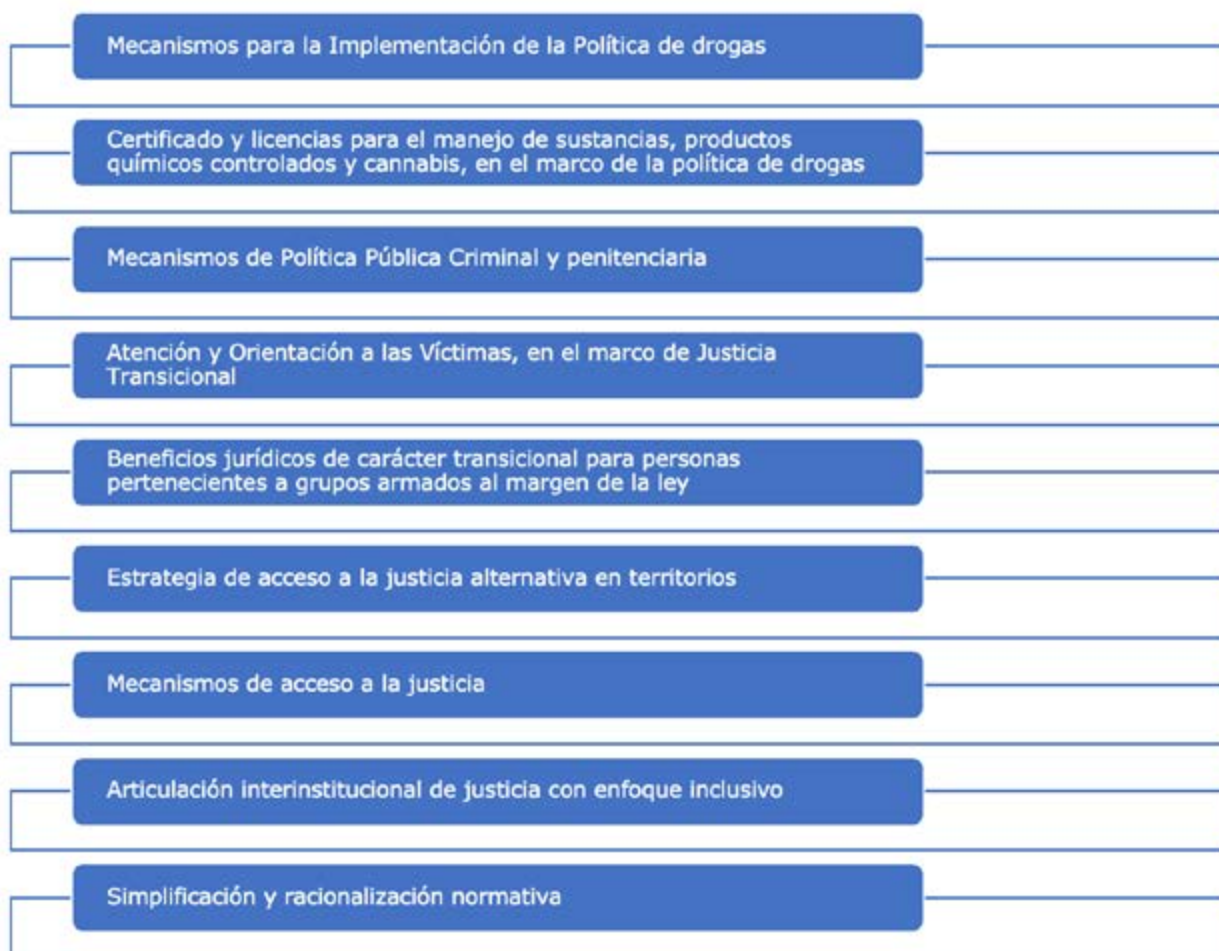 Mecanismos para la Implementación de la Política de drogas
Certificado y licencias para el manejo de sustancias, productos
químicos controlados y cannabis, en el marco de la política de drogas
Mecanismos de Política Pública Criminal y penitenciaria
Atención y Orientación a las Víctimas, en el marco de Justicia
Transicional
Beneficios jurídicos de carácter transicional para personas
pertenecientes a grupos armados al margen de la ley
Estrategia de acceso a la justicia alternativa en territorios
Mecanismos de acceso a la justicia
Articulación interinstitucional de justicia con enfoque inclusivo
Simplificación y racionalización normativa